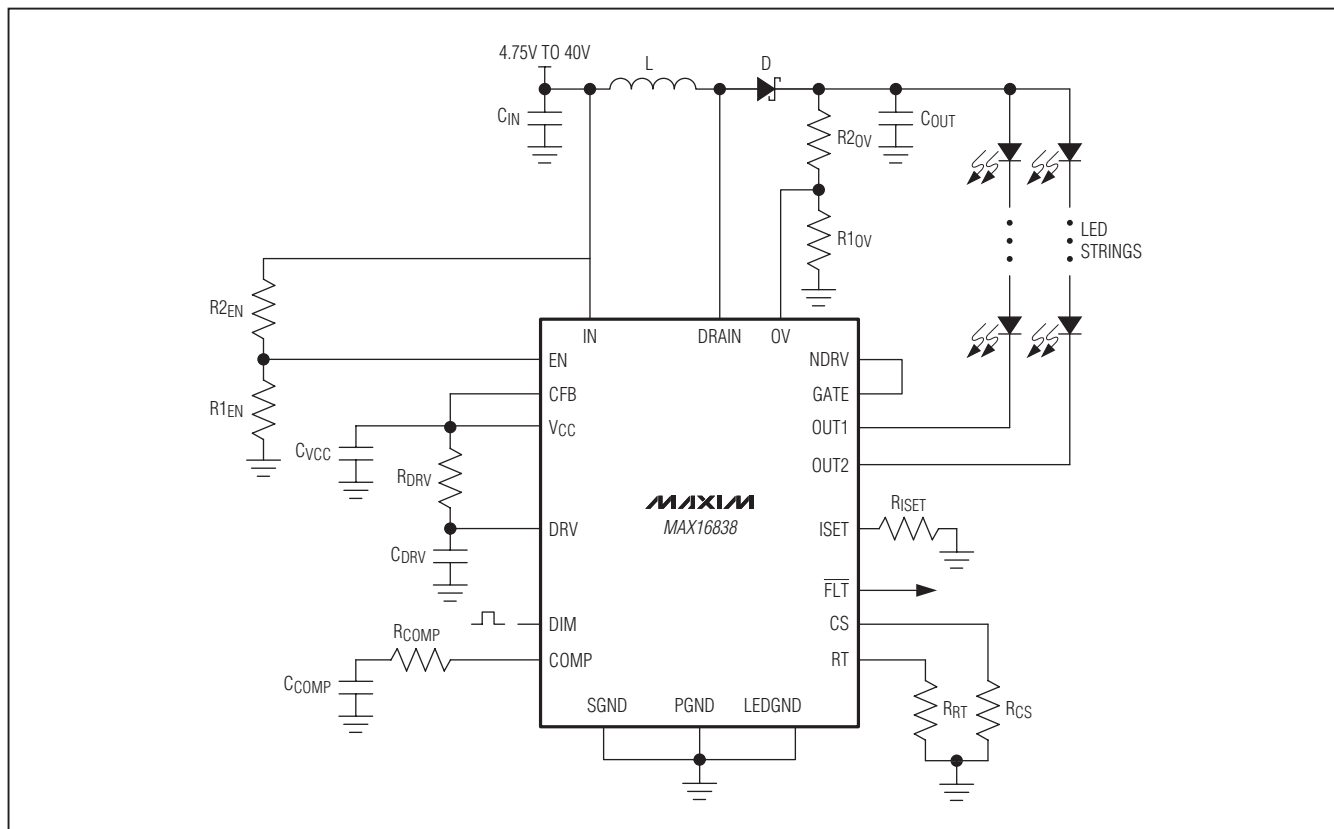 4.75V TO 40V
L
D
CIN
R2OV
COUT
R1OV
LED
STRINGS
R2EN
R1EN
IN
DRAIN
OV
EN
NDRV
CFB
GATE
VCC
OUT1
CVCC
RDRV
OUT2
MAXIM
MAX16838
RISET
DRV
ISET
CDRV
FLT
DIM
CS
RCOMP
COMP
RT
CCOMP
SGND
PGND
LEDGND
RRT
RCS